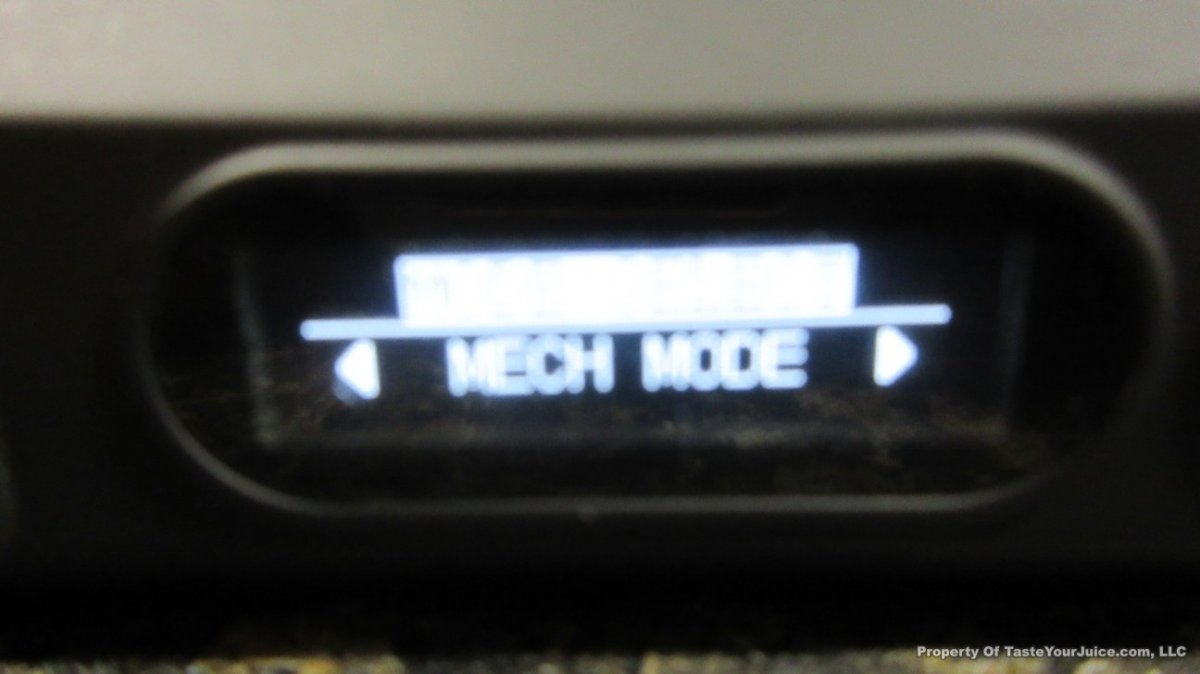 MECH MODE
Property Of TasteYourJuice.com, LLC